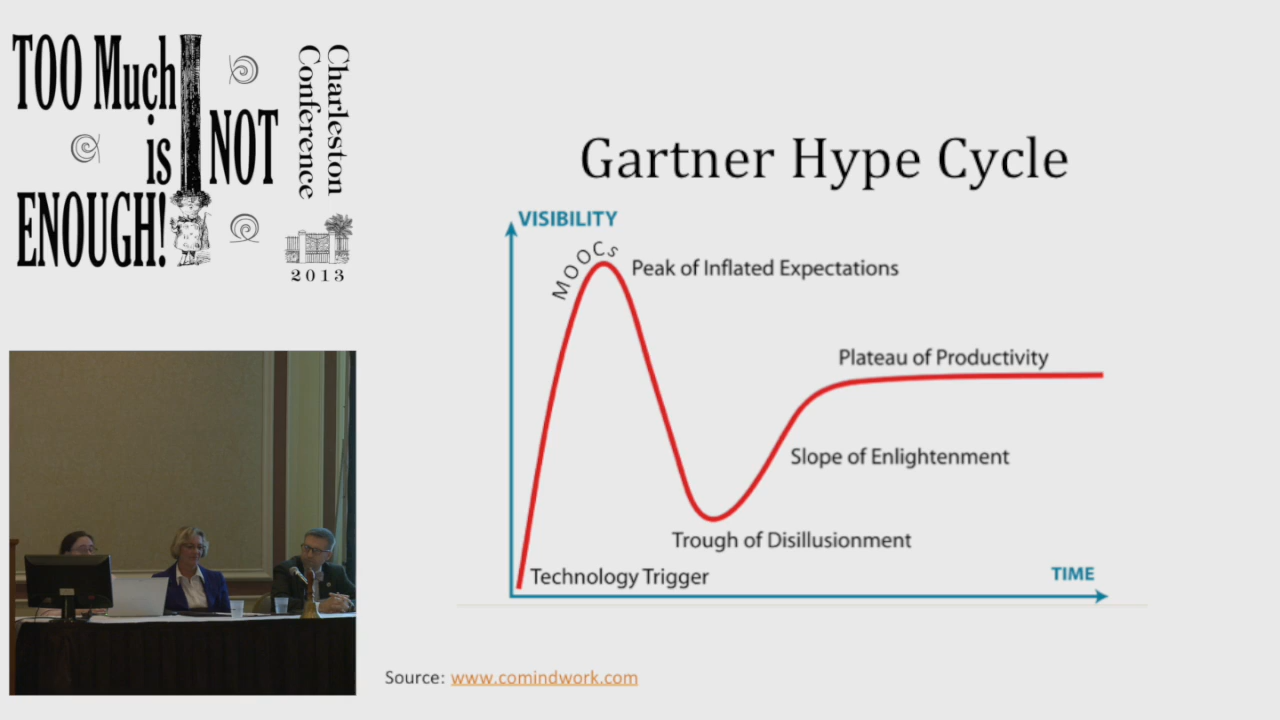 TOO Much
is NOT
ENOUGH!
Charleston
Conference
2013
Gartner Hype Cycle
VISIBILITY
MOOCs
Peak of Inflated Expectations
Plateau of Productivity
Slope of Enlightenment
Trough of Disillusionment
Technology Trigger
TIME
Source: www.comindwork.com